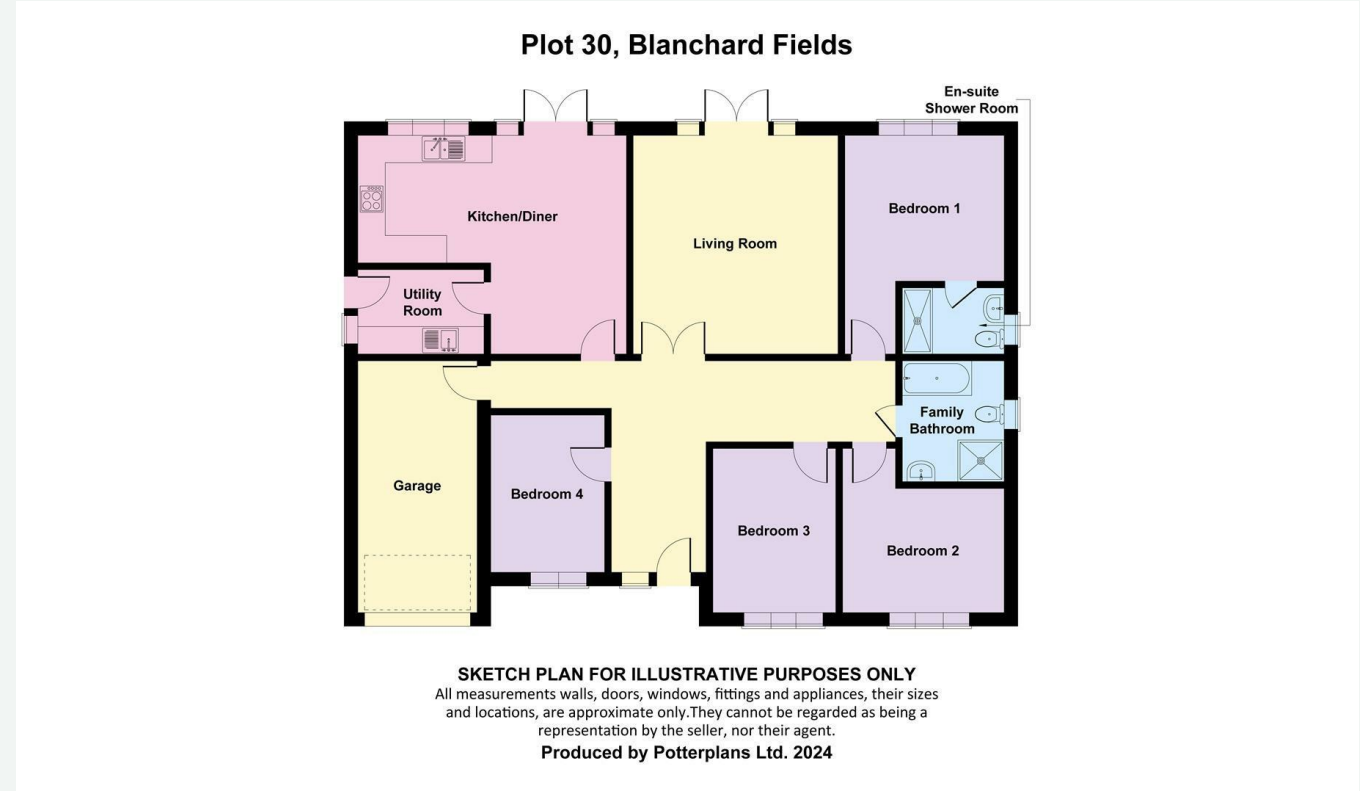 Plot 30, Blanchard Fields
En-suite
Shower Room
Bedroom 1
Kitchen/Diner
Living Room
Utility
Room
Family
Bathroom
Garage
Bedroom 4
Bedroom 3
Bedroom 2
SKETCH PLAN FOR ILLUSTRATIVE PURPOSES ONLY
All measurements walls, doors, windows, fittings and appliances, their sizes
and locations, are approximate only.They cannot be regarded as being a
representation by the seller, nor their agent.
Produced by Potterplans Ltd. 2024